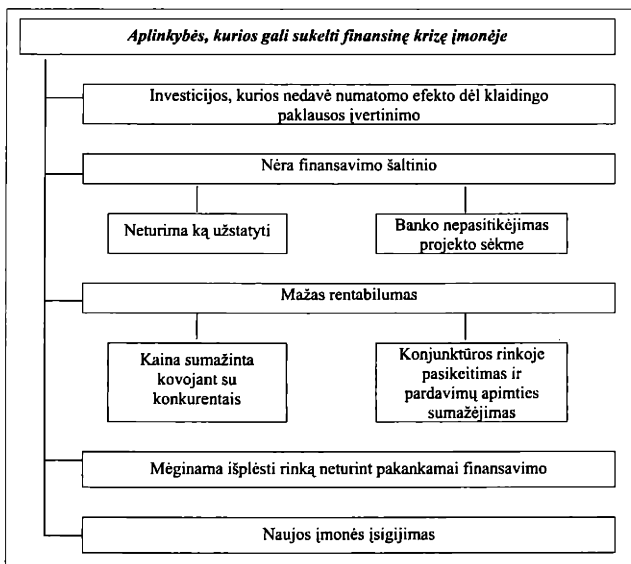 Aplinkybės, kurios gali sukelti finansinę krizę įmonėje
Investicijos, kurios nedavė numatomo efekto dėl klaidingo
paklausos įvertinimo
Nėra finansavimo šaltinio
Neturima ką užstatyti
Banko nepasitikėjimas
projekto sėkme
Mažas rentabilumas
Kaina sumažinta
kovojant su
konkurentais
Konjunktūros rinkoje
pasikeitimas ir
pardavimų apimties
sumažėjimas
Mėginama išplėsti rinką neturint pakankamai finansavimo
Naujos įmonės įsigijimas